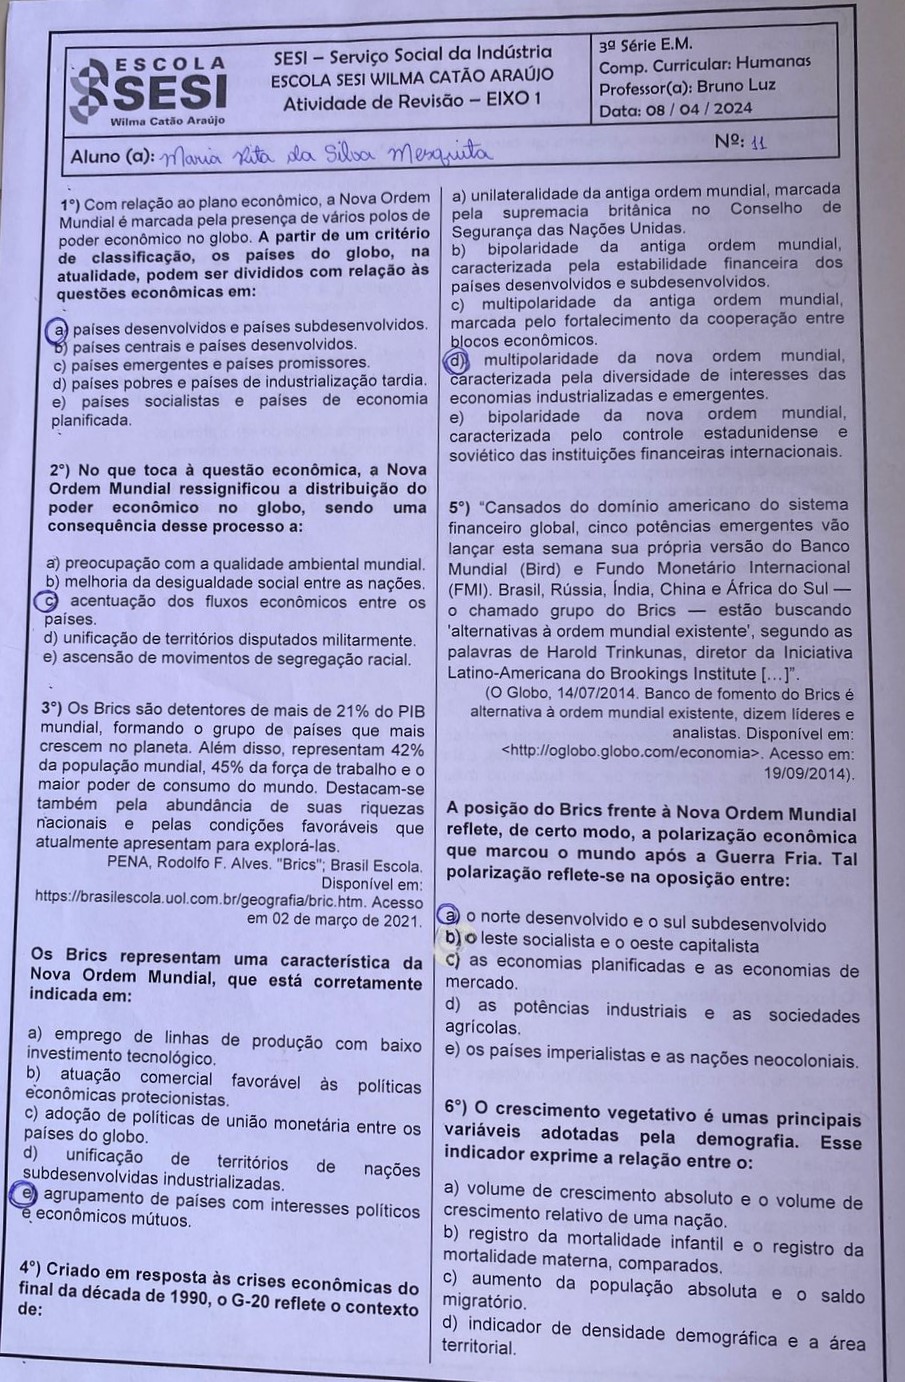 ESCOLA
SESI
Wilma Catão Araújo
SESI – Serviço Social da Indústria
ESCOLA SESI WILMA CATÃO ARAÚJO
Atividade de Revisão – EIXO 1
3ª Série E.M.
Comp. Curricular: Humanas
Professor(a): Bruno Luz
Data: 08 / 04 / 2024
Aluno (a): Maria Rita da Silva Mesquita
Nº: 11
1°) Com relação ao plano econômico, a Nova Ordem
Mundial é marcada pela presença de vários polos de
poder econômico no globo. A partir de um critério
de classificação, os países do globo, na
atualidade, podem ser divididos com relação às
questões econômicas em:
a) países desenvolvidos e países subdesenvolvidos.
b) países centrais e países desenvolvidos.
c) países emergentes e países promissores.
d) países pobres e países de industrialização tardia.
e) países socialistas e países de economia
planificada.
2°) No que toca à questão econômica, a Nova
Ordem Mundial ressignificou a distribuição do
poder econômico no globo, sendo uma
consequência desse processo a:
a) preocupação com a qualidade ambiental mundial.
b) melhoria da desigualdade social entre as nações.
c) acentuação dos fluxos econômicos entre os
países.
d) unificação de territórios disputados militarmente.
e) ascensão de movimentos de segregação racial.
3°) Os Brics são detentores de mais de 21% do PIB
mundial, formando o grupo de países que mais
crescem no planeta. Além disso, representam 42%
da população mundial, 45% da força de trabalho e o
maior poder de consumo do mundo. Destacam-se
também pela abundância de suas riquezas
nacionais e pelas condições favoráveis que
atualmente apresentam para explorá-las.
PENA, Rodolfo F. Alves. "Brics"; Brasil Escola.
Disponível em:
https://brasilescola.uol.com.br/geografia/bric.htm. Acesso
em 02 de março de 2021.
Os Brics representam uma característica da
Nova Ordem Mundial, que está corretamente
indicada em:
a) emprego de linhas de produção com baixo
investimento tecnológico.
b) atuação comercial favorável às políticas
econômicas protecionistas.
c) adoção de políticas de união monetária entre os
países do globo.
d) unificação de territórios de nações
subdesenvolvidas industrializadas.
e) agrupamento de países com interesses políticos
e econômicos mútuos.
4°) Criado em resposta às crises econômicas do
final da década de 1990, o G-20 reflete o contexto
de:
a) unilateralidade da antiga ordem mundial, marcada
pela supremacia britânica no Conselho de
Segurança das Nações Unidas.
b) bipolaridade da antiga ordem mundial,
caracterizada pela estabilidade financeira dos
países desenvolvidos e subdesenvolvidos.
c) multipolaridade da antiga ordem mundial,
marcada pelo fortalecimento da cooperação entre
blocos econômicos.
d) multipolaridade da nova ordem mundial,
caracterizada pela diversidade de interesses das
economias industrializadas e emergentes.
e) bipolaridade da nova ordem mundial,
caracterizada pelo controle estadunidense e
soviético das instituições financeiras internacionais.
5°) “Cansados do domínio americano do sistema
financeiro global, cinco potências emergentes vão
lançar esta semana sua própria versão do Banco
Mundial (Bird) e Fundo Monetário Internacional
(FMI). Brasil, Rússia, Índia, China e África do Sul —
o chamado grupo do Brics — estão buscando
'alternativas à ordem mundial existente', segundo as
palavras de Harold Trinkunas, diretor da Iniciativa
Latino-Americana do Brookings Institute [...]”.
(O Globo, 14/07/2014. Banco de fomento do Brics é
alternativa à ordem mundial existente, dizem líderes e
analistas. Disponível em:
<http://oglobo.globo.com/economia>. Acesso em:
19/09/2014).
A posição do Brics frente à Nova Ordem Mundial
reflete, de certo modo, a polarização econômica
que marcou o mundo após a Guerra Fria. Tal
polarização reflete-se na oposição entre:
a) o norte desenvolvido e o sul subdesenvolvido
b) o leste socialista e o oeste capitalista
c) as economias planificadas e as economias de
mercado.
d) as potências industriais e as sociedades
agrícolas.
e) os países imperialistas e as nações neocoloniais.
6°) O crescimento vegetativo é umas principais
variáveis adotadas pela demografia. Esse
indicador exprime a relação entre o:
a) volume de crescimento absoluto e o volume de
crescimento relativo de uma nação.
b) registro da mortalidade infantil e o registro da
mortalidade materna, comparados.
c) aumento da população absoluta e o saldo
migratório.
d) indicador de densidade demográfica e a área
territorial.